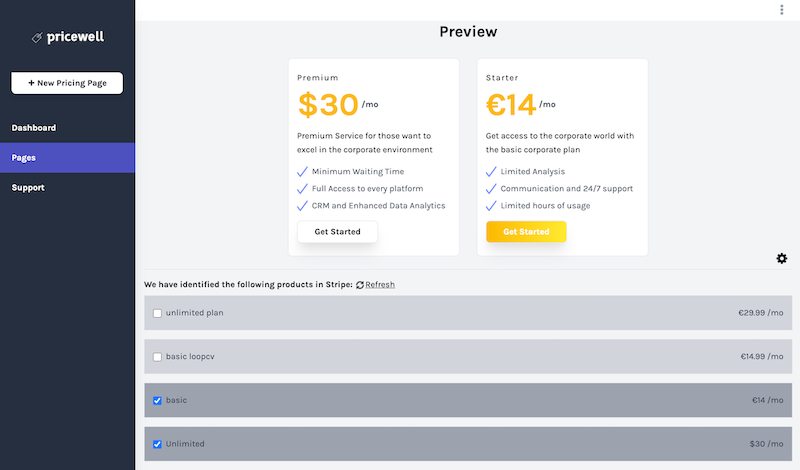 pricewell
+ New Pricing Page
Dashboard
Pages
Support
Preview
Premium
$30 /mo
Premium Service for those want to
excel in the corporate environment
Minimum Waiting Time
Full Access to every platform
CRM and Enhanced Data Analytics
Get Started
Starter
€14 /mo
Get access to the corporate world with
the basic corporate plan
Limited Analysis
Communication and 24/7 support
Limited hours of usage
Get Started
We have identified the following products in Stripe: Refresh
unlimited plan €29.99 /mo
basic loopcv €14.99 /mo
basic €14 /mo
Unlimited $30 /mo